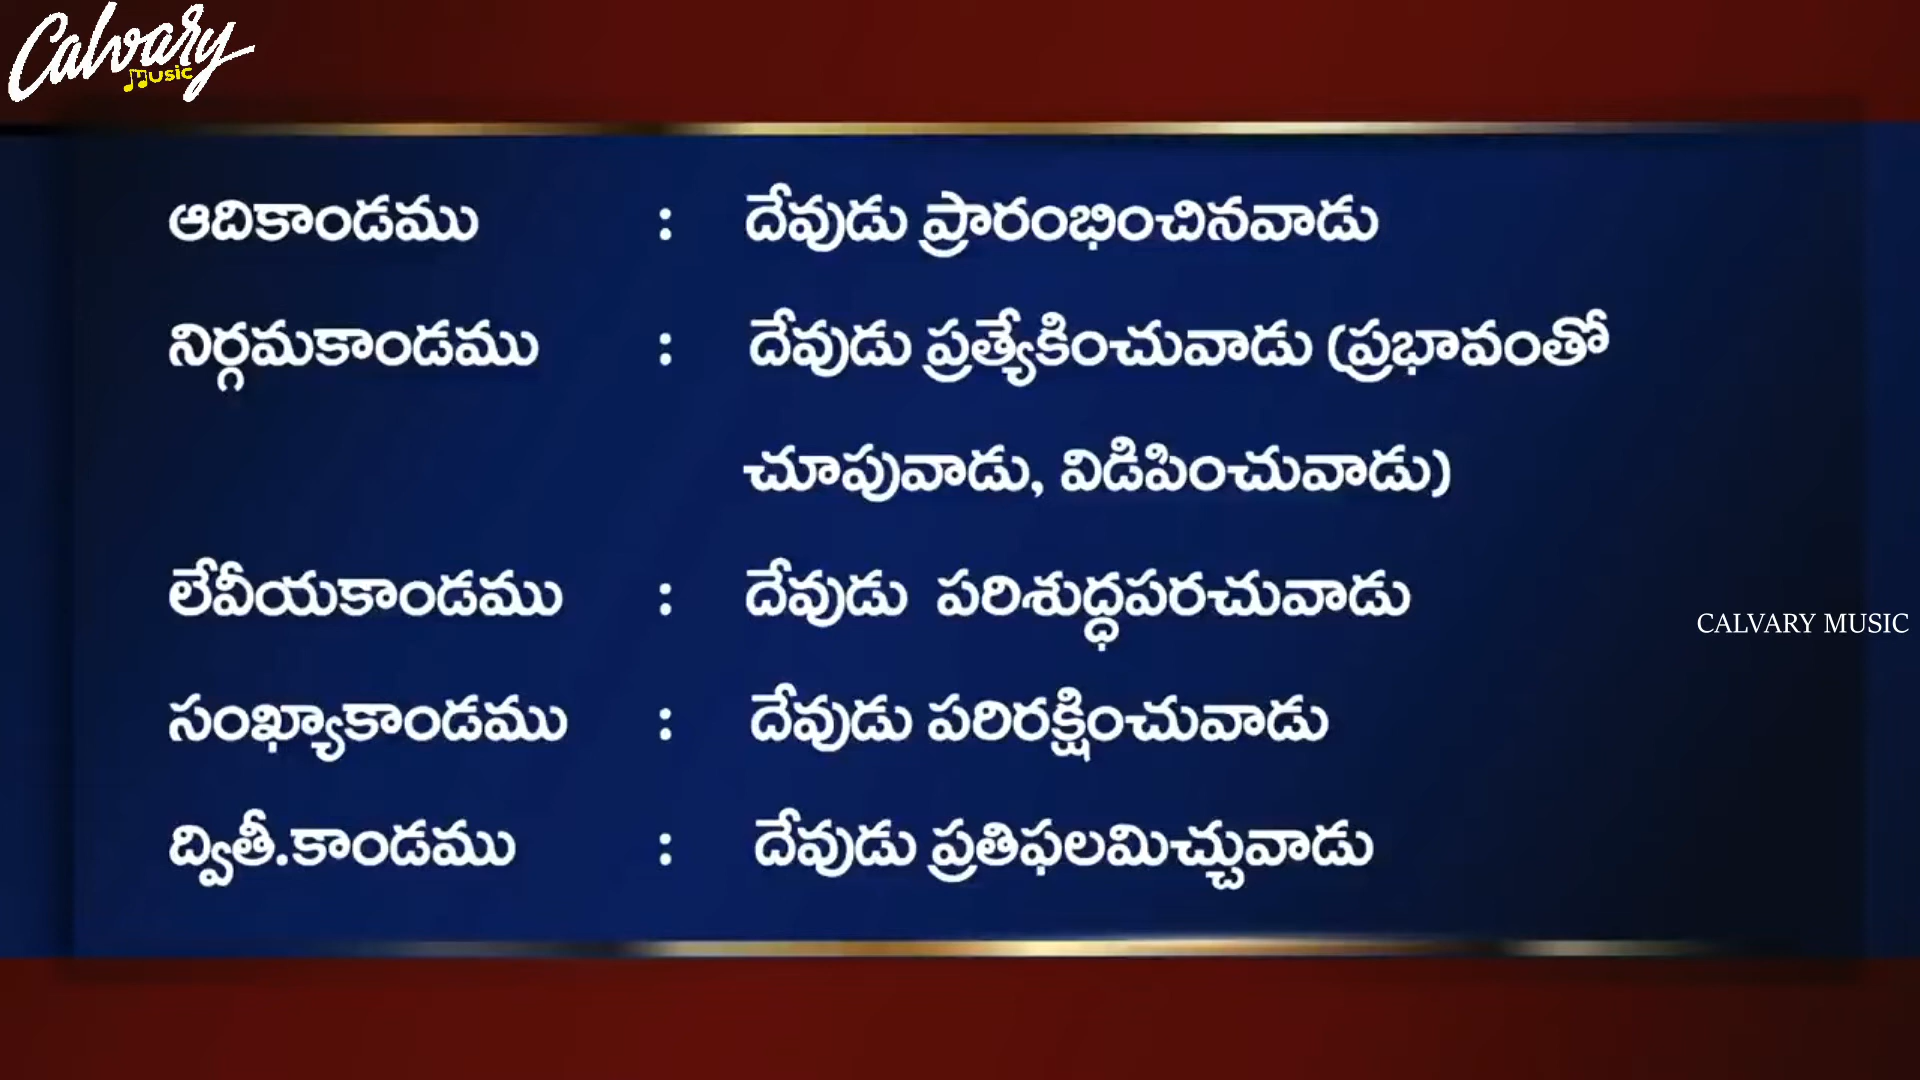 Calvary
music
ఆదికాండము : దేవుడు ప్రారంభించినవాడు
నిర్గమకాండము : దేవుడు ప్రత్యేకించువాడు (ప్రభావంతో
చూపువాడు, విడిపించువాడు)
లేవీయకాండము : దేవుడు పరిశుద్ధపరచువాడు
CALVARY MUSIC
సంఖ్యాకాండము : దేవుడు పరిరక్షించువాడు
ద్వితీ.కాండము : దేవుడు ప్రతిఫలమిచ్చువాడు